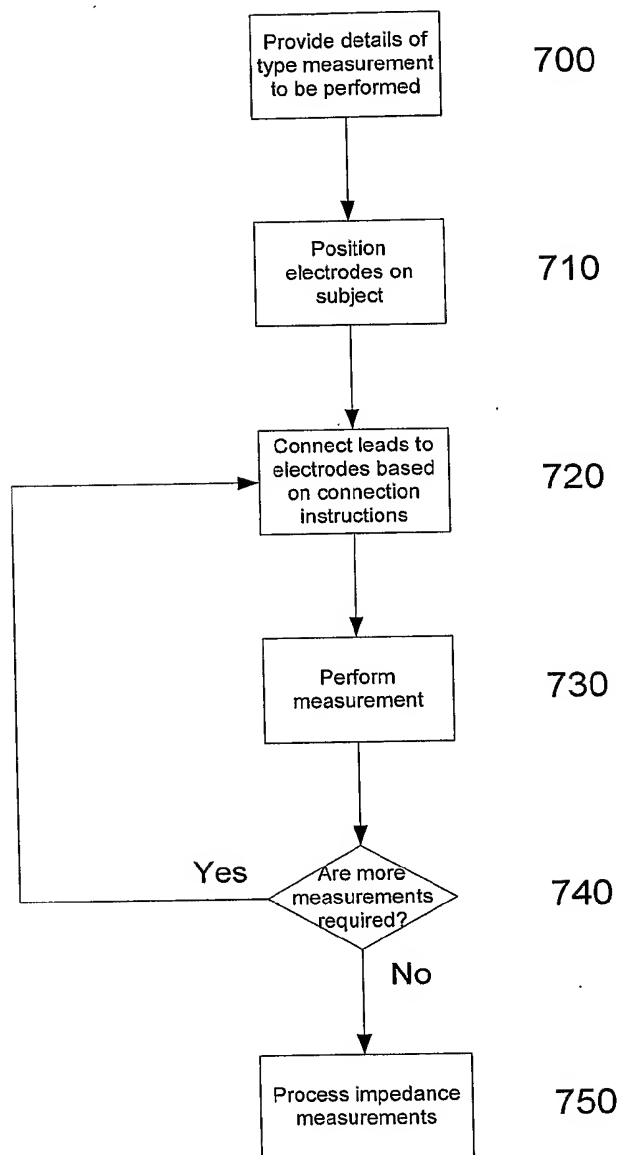 Provide details of
type measurement
to be performed
700
Position
electrodes on
subject
710
Connect leads to
electrodes based
on connection
instructions
720
Perform
measurement
730
Yes
Are more
measurements
required?
740
No
Process impedance
measurements
750